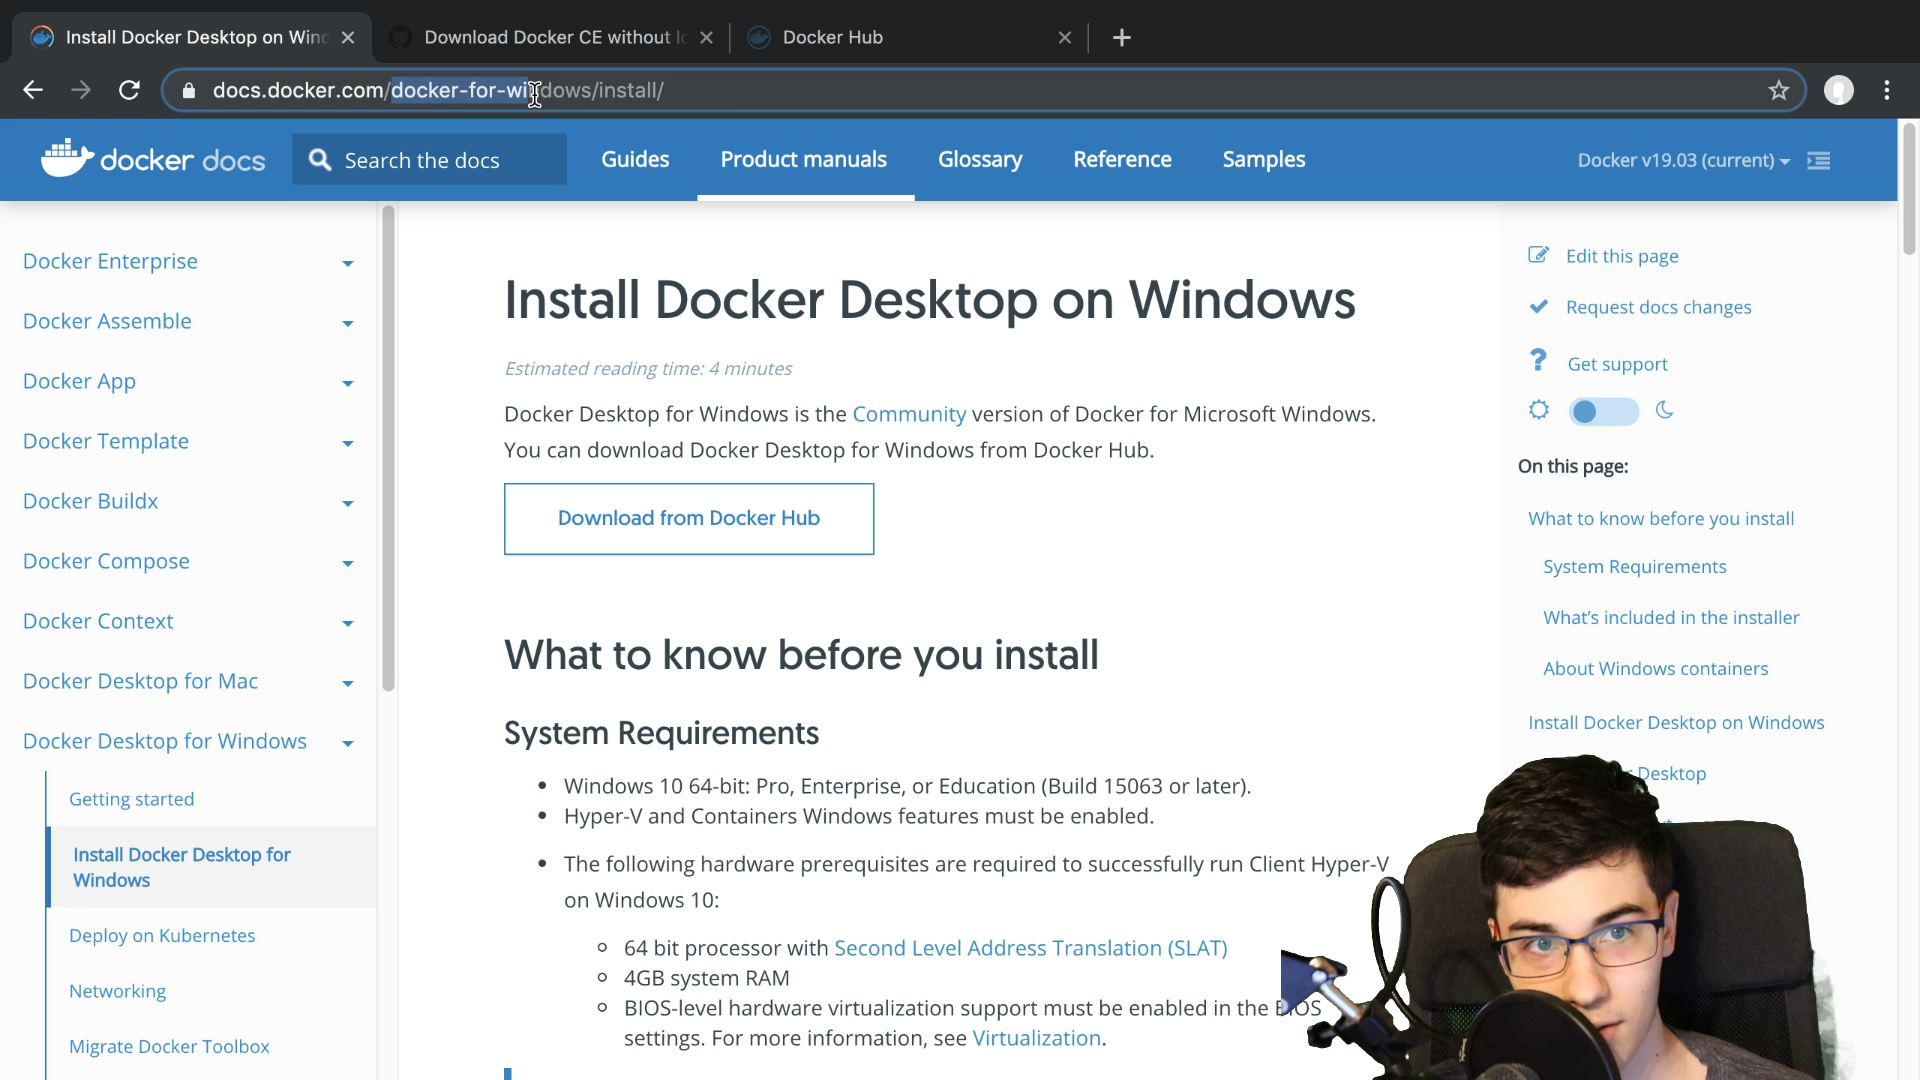 Install Docker Desktop on Wind
Download Docker CE without lo
Docker Hub
docs.docker.com/docker-for-windows/install/
docker docs
Search the docs
Guides
Product manuals
Glossary
Reference
Samples
Docker v19.03 (current)
Docker Enterprise
Docker Assemble
Docker App
Docker Template
Docker Buildx
Docker Compose
Docker Context
Docker Desktop for Mac
Docker Desktop for Windows
Getting started
Install Docker Desktop for
Windows
Deploy on Kubernetes
Networking
Migrate Docker Toolbox
Install Docker Desktop on Windows
Estimated reading time: 4 minutes
Docker Desktop for Windows is the Community version of Docker for Microsoft Windows.
You can download Docker Desktop for Windows from Docker Hub.
Download from Docker Hub
What to know before you install
System Requirements
Windows 10 64-bit: Pro, Enterprise, or Education (Build 15063 or later).
Hyper-V and Containers Windows features must be enabled.
The following hardware prerequisites are required to successfully run Client Hyper-V
on Windows 10:
64 bit processor with Second Level Address Translation (SLAT)
4GB system RAM
BIOS-level hardware virtualization support must be enabled in the BIOS
settings. For more information, see Virtualization.
Edit this page
Request docs changes
Get support
On this page:
What to know before you install
System Requirements
What's included in the installer
About Windows containers
Install Docker Desktop on Windows
Desktop